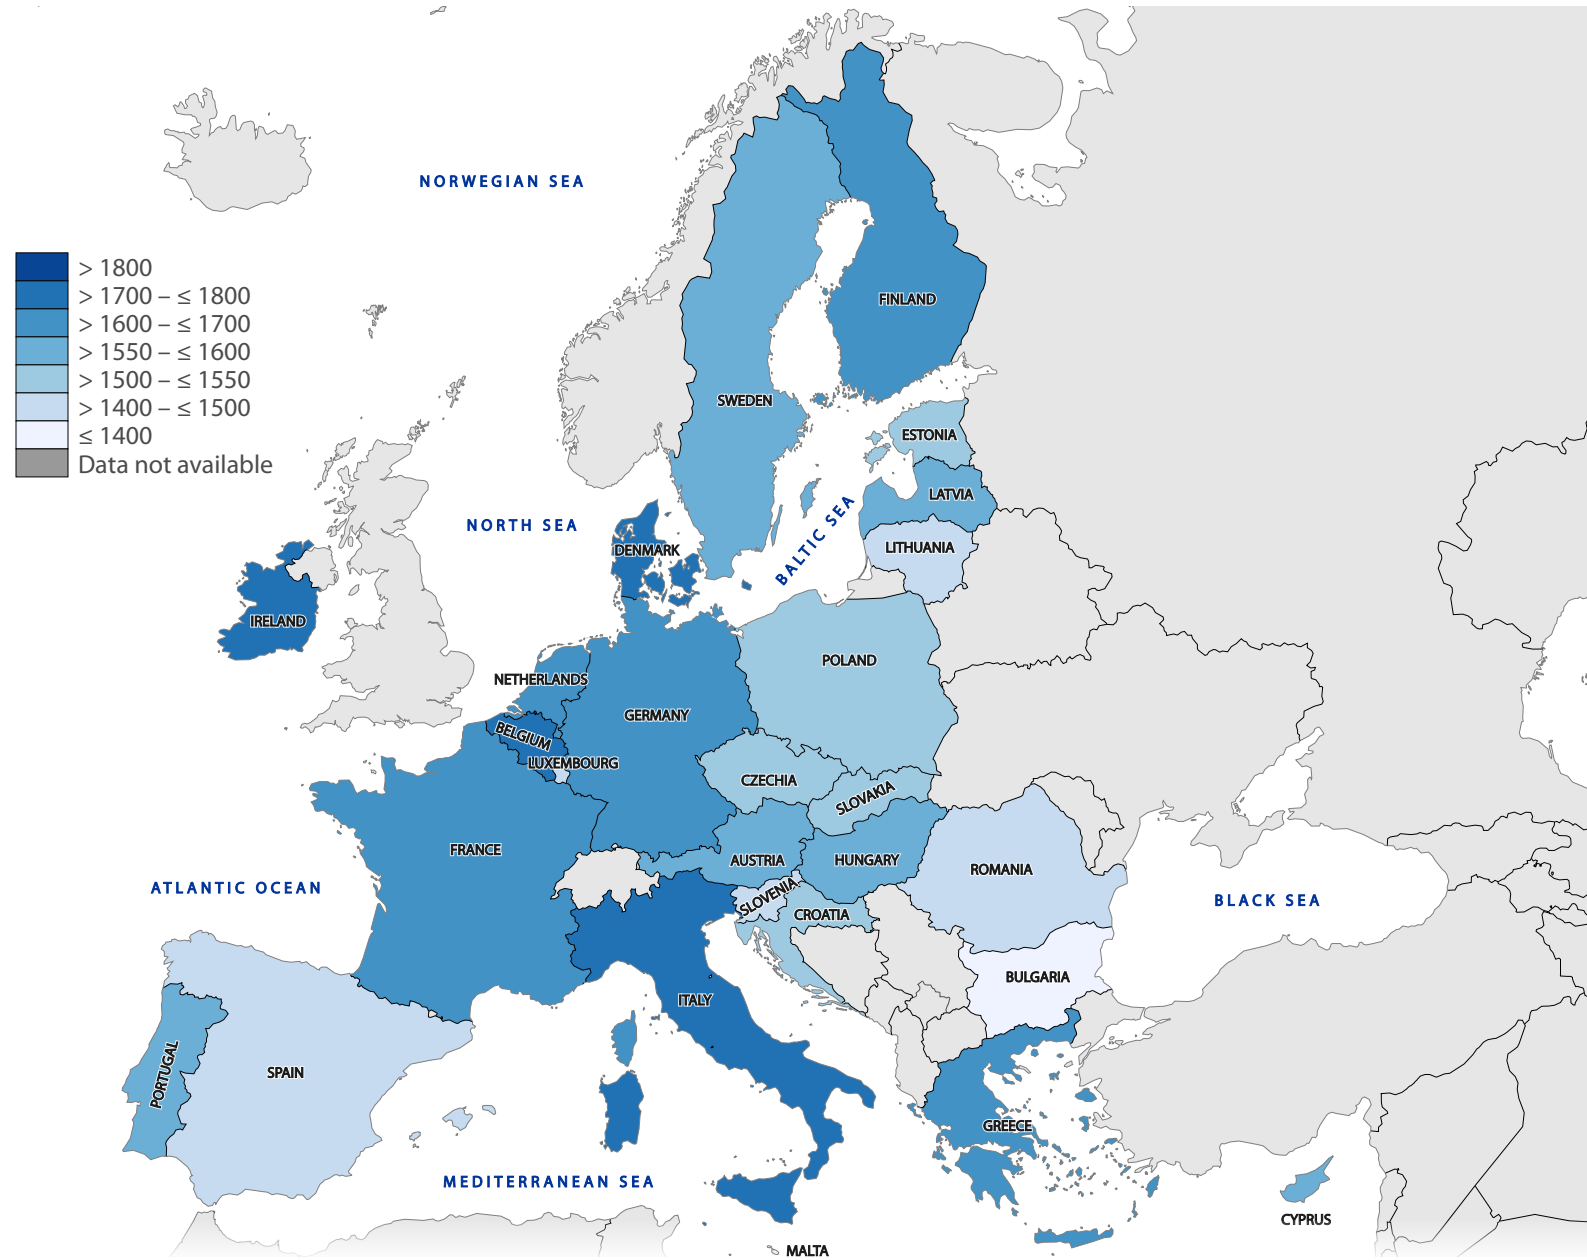 NORWEGIAN SEA
> 1800
> 1700 – ≤ 1800
> 1600 – ≤ 1700
> 1550 – ≤ 1600
> 1500 – ≤ 1550
> 1400 – ≤ 1500
≤ 1400
Data not available
FINLAND
SWEDEN
ESTONIA
LATVIA
NORTH SEA
BALTIC SEA
DENMARK
LITHUANIA
IRELAND
POLAND
NETHERLANDS
GERMANY
BELGIUM
LUXEMBOURG
CZECHIA
SLOVAKIA
FRANCE
AUSTRIA
HUNGARY
ROMANIA
ATLANTIC OCEAN
SLOVENIA
CROATIA
BLACK SEA
BULGARIA
ITALY
PORTUGAL
SPAIN
GREECE
MEDITERRANEAN SEA
CYPRUS
MALTA